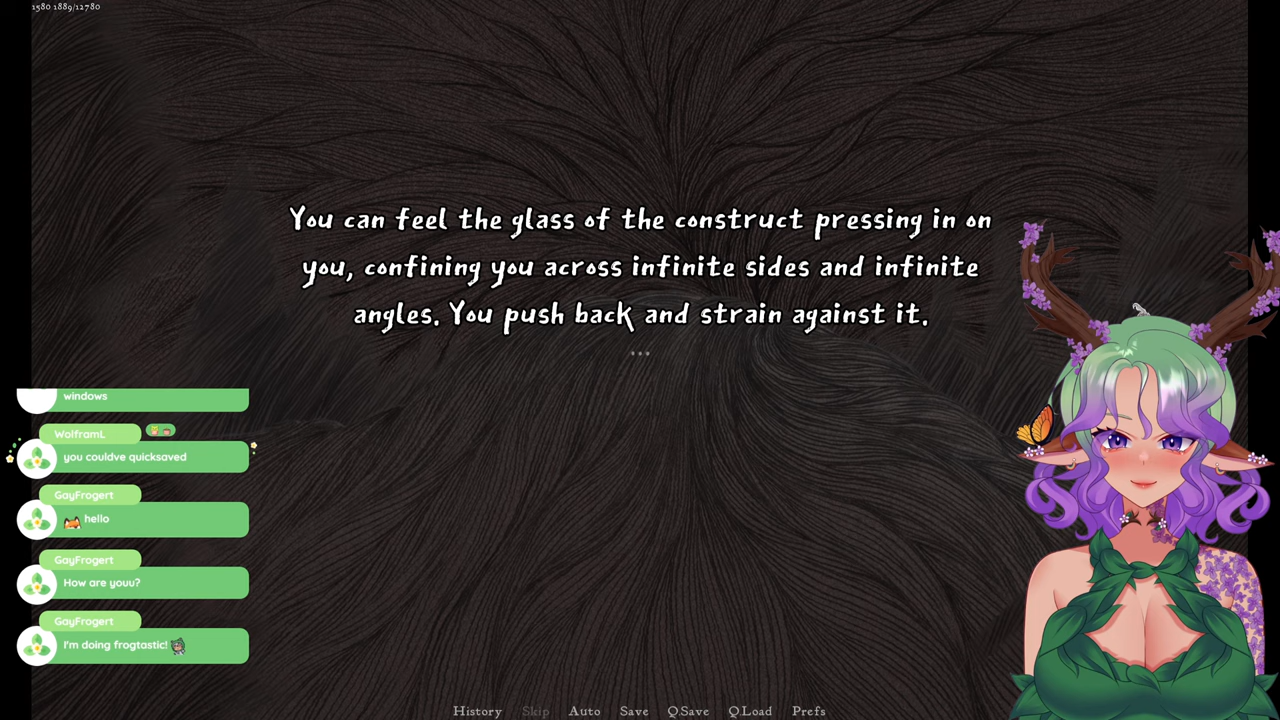 1580 1889/12780
You can feel the glass of the construct pressing in on
you, confining you across infinite sides and infinite
angles. You push back and strain against it.
...
windows
WolframL
you couldve quicksaved
GayFrogert
hello
GayFrogert
How are youu?
GayFrogert
I'm doing frogtastic!
History Skip Auto Save Q.Save Q.Load Prefs